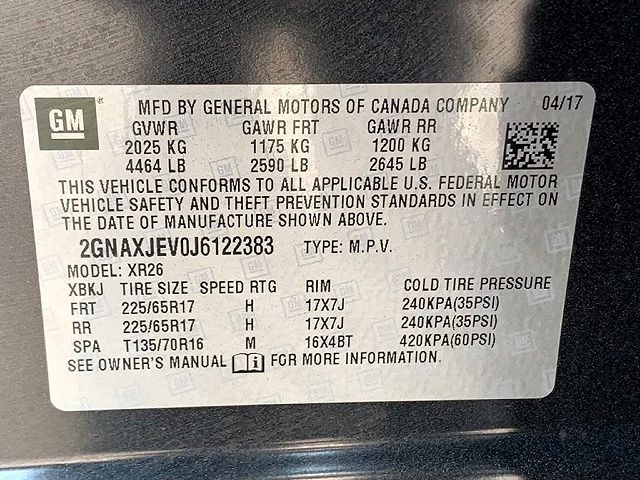 GM
MFD BY GENERAL MOTORS OF CANADA COMPANY 04/17
GVWR GAWR FRT GAWR RR
2025 KG 1175 KG 1200 KG
4464 LB 2590 LB 2645 LB
THIS VEHICLE CONFORMS TO ALL APPLICABLE U.S. FEDERAL MOTOR
VEHICLE SAFETY AND THEFT PREVENTION STANDARDS IN EFFECT ON
THE DATE OF MANUFACTURE SHOWN ABOVE.
2GNAXJEV0J6122383 TYPE: M.P.V.
MODEL: XR26
XBKJ TIRE SIZE SPEED RTG RIM COLD TIRE PRESSURE
FRT 225/65R17 H 17X7J 240KPA(35PSI)
RR 225/65R17 H 17X7J 240KPA(35PSI)
SPA T135/70R16 M 16X4BT 420KPA(60PSI)
SEE OWNER'S MANUAL FOR MORE INFORMATION.